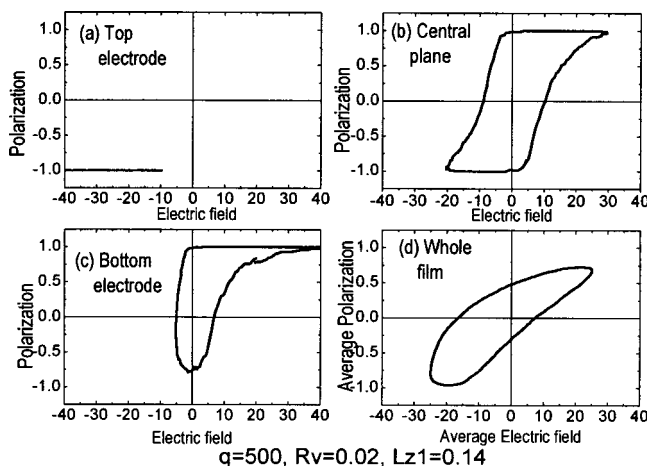 (a) Top
electrode
Polarization
1.0
0.5
0.0
-0.5
-1.0
-40 -30 -20 -10 0 10 20 30 40
Electric field
(b) Central
plane
Polarization
1.0
0.5
0.0
-0.5
-1.0
-40 -30 -20 -10 0 10 20 30 40
Electric field
(c) Bottom
electrode
Polarization
1.0
0.5
0.0
-0.5
-1.0
-40 -30 -20 -10 0 10 20 30 40
Electric field
(d) Whole
film
Average Polarization
1.0
0.5
0.0
-0.5
-1.0
-30 -20 -10 0 10 20 30
Average Electric field
q=500, Rv=0.02, Lz1=0.14